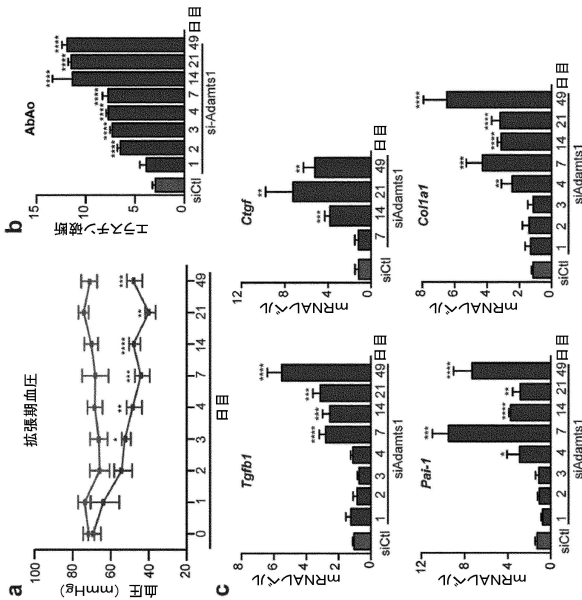 a
拡張期血圧
血圧 (mmHg)
100
80
60
40
20
** *** **** ** ***
0 1 2 3 4 7 14 21 49
日目
b
AbAo
エラスチン破断
15
10
5
0
**** **** **** **** **** **** ****
siCtl 1 2 3 4 7 14 21 49 日目
si-Adamts1
c
Tgfb1
mRNAレベル
8
6
4
2
0
**** *** *** ****
siCtl 1 2 3 4 7 14 21 49 日目
siAdamts1
Ctgf
mRNAレベル
12
8
4
0
*** ** **
siCtl 7 14 21 49 日目
siAdamts1
Pai-1
mRNAレベル
12
8
4
0
* *** **** ** ****
siCtl 1 2 3 4 7 14 21 49 日目
siAdamts1
Col1a1
mRNAレベル
8
6
4
2
0
** *** **** **** ****
siCtl 1 2 3 4 7 14 21 49 日目
siAdamts1